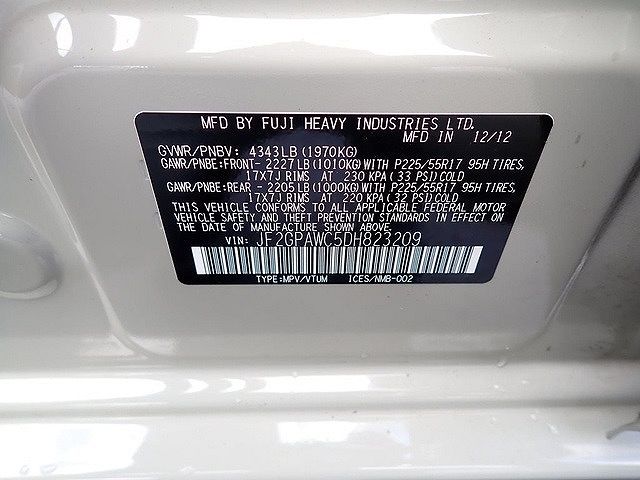 MFD BY FUJI HEAVY INDUSTRIES LTD.
MFD IN 12/12
GVWR/PNBV: 4343LB(1970KG)
GAWR/PNBE:FRONT- 2227LB(1010KG)WITH P225/55R17 95H TIRES,
17X7J RIMS AT 230 KPA(33 PSI)COLD
GAWR/PNBE:REAR - 2205LB(1000KG)WITH P225/55R17 95H TIRES,
17X7J RIMS AT 220 KPA(32 PSI)COLD
THIS VEHICLE CONFORMS TO ALL APPLICABLE FEDERAL MOTOR
VEHICLE SAFETY AND THEFT PREVENTION STANDARDS IN EFFECT ON
THE DATE OF MANUFACTURE SHOWN ABOVE.
VIN: JF2GPAWC5DH823209
TYPE:MPV/VTUM ICES/NMB-002